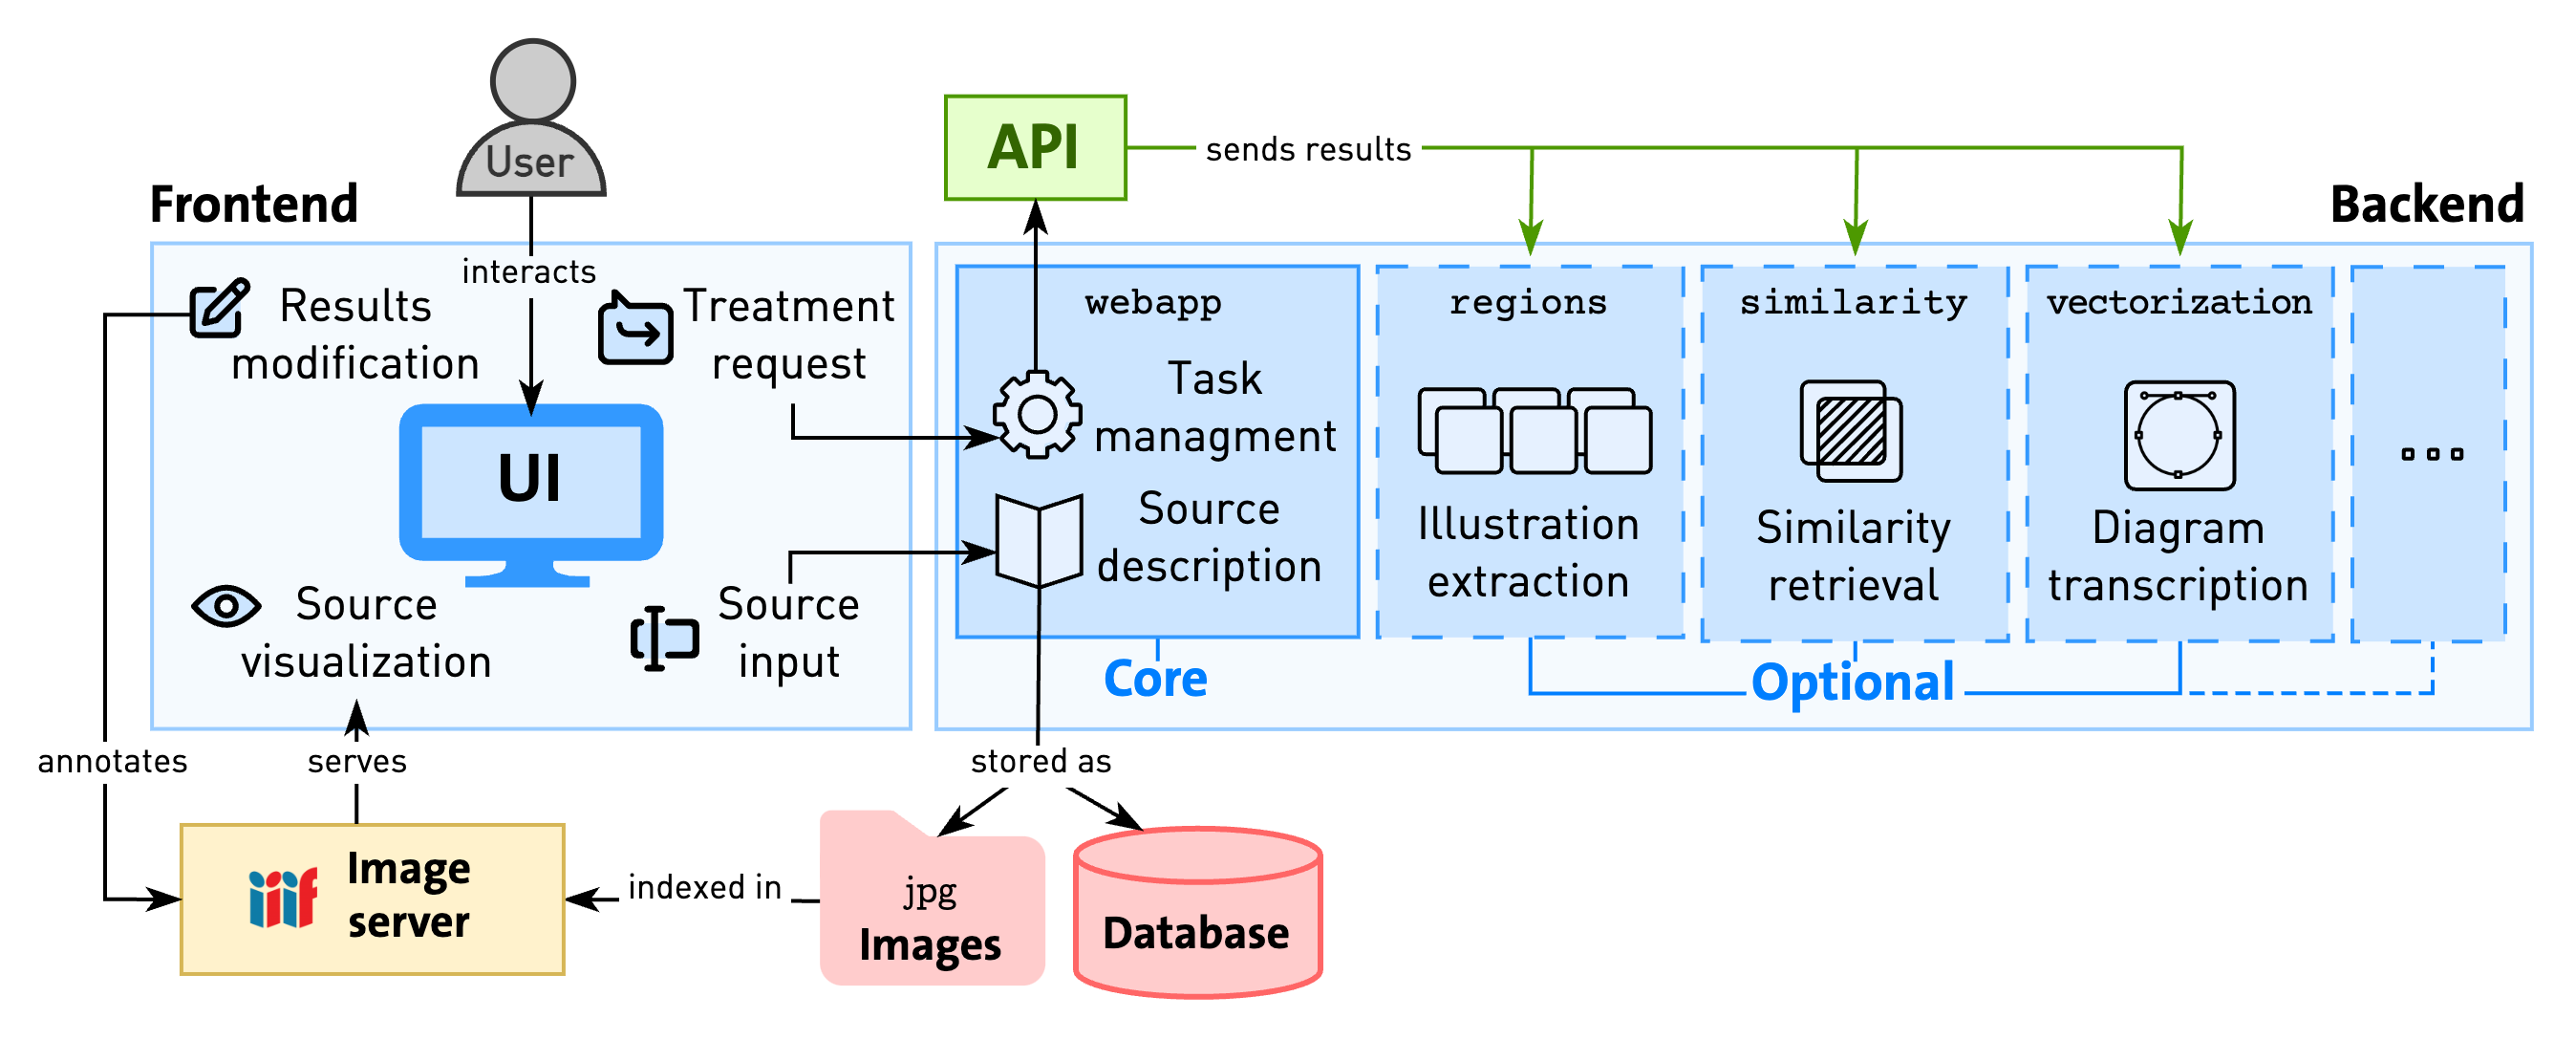 User
API
sends results
Frontend
Backend
interacts
Results
modification
Treatment
request
UI
Source
visualization
Source
input
webapp
Task
managment
Source
description
Core
regions
Illustration
extraction
similarity
Similarity
retrieval
vectorization
Diagram
transcription
...
Optional
annotates
serves
stored as
iiif
Image
server
indexed in
jpg
Images
Database